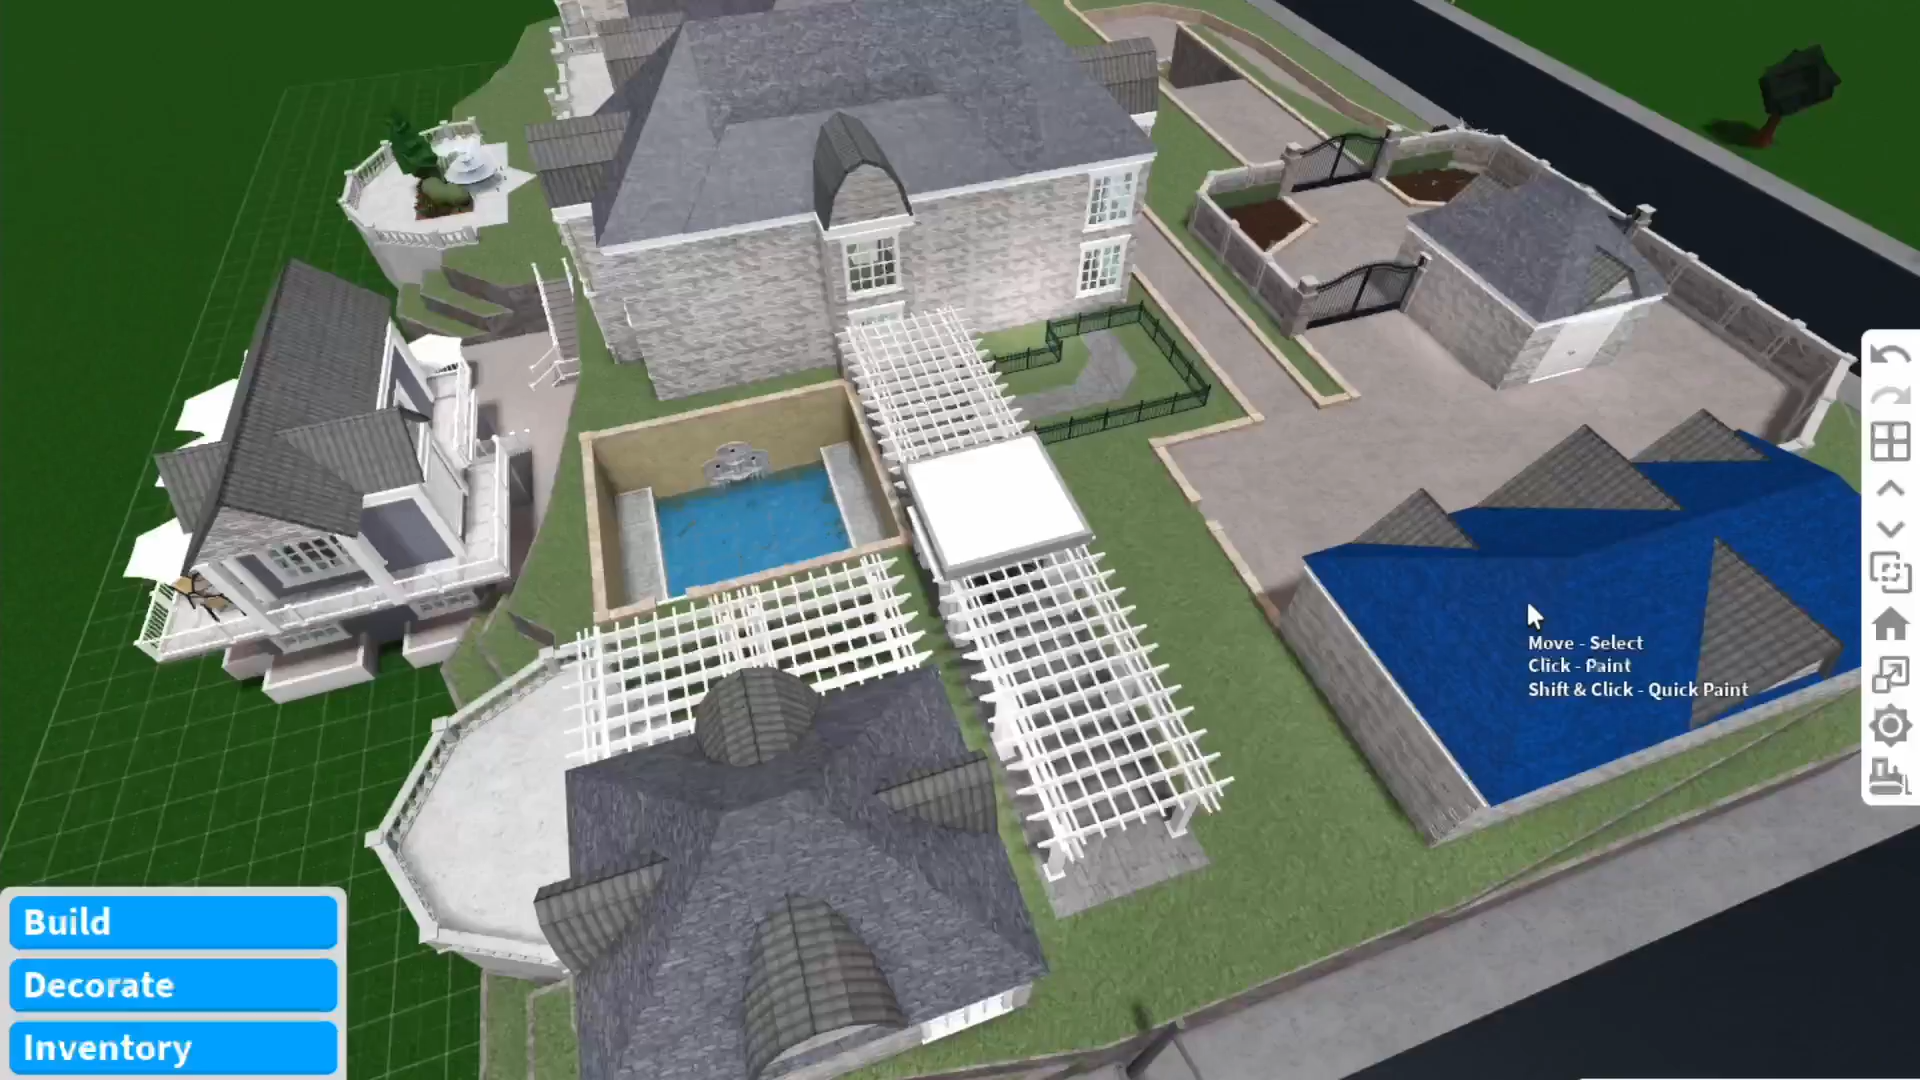 Move - Select
Click - Paint
Shift & Click - Quick Paint
Build
Decorate
Inventory